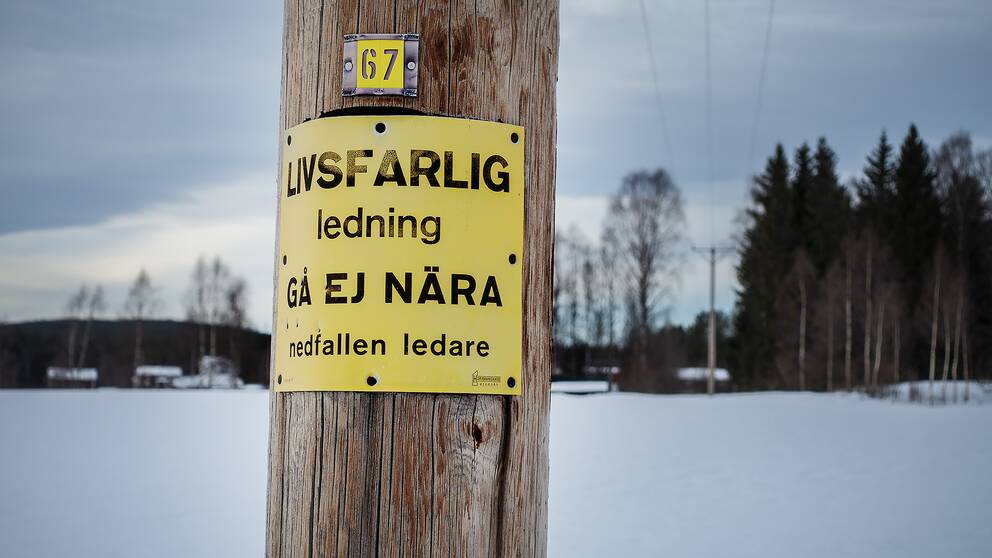 67
LIVSFARLIG
ledning
GÅ EJ NÄRA
nedfallen ledare